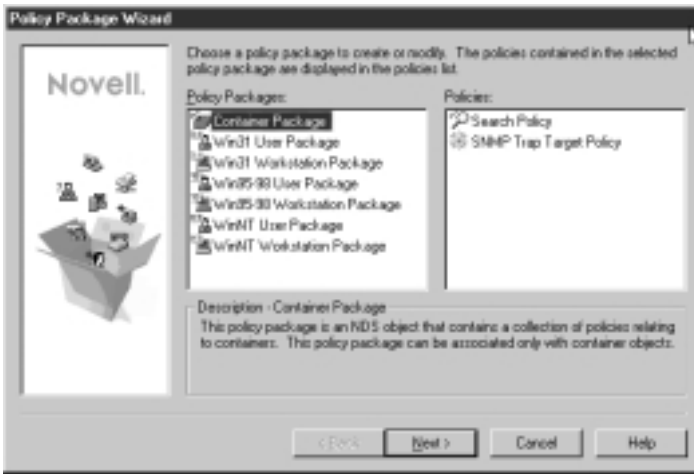 Policy Package Wizard
Novell.
Choose a policy package to create or modify. The policies contained in the selected
policy package are displayed in the policies list.
Policy Packages:
Container Package
Win31 User Package
Win31 Workstation Package
Win95-98 User Package
Win95-98 Workstation Package
WinNT User Package
WinNT Workstation Package
Policies:
Search Policy
SNMP Trap Target Policy
Description - Container Package
This policy package is an NDS object that contains a collection of policies relating
to containers. This policy package can be associated only with container objects.
< Back
Next >
Cancel
Help